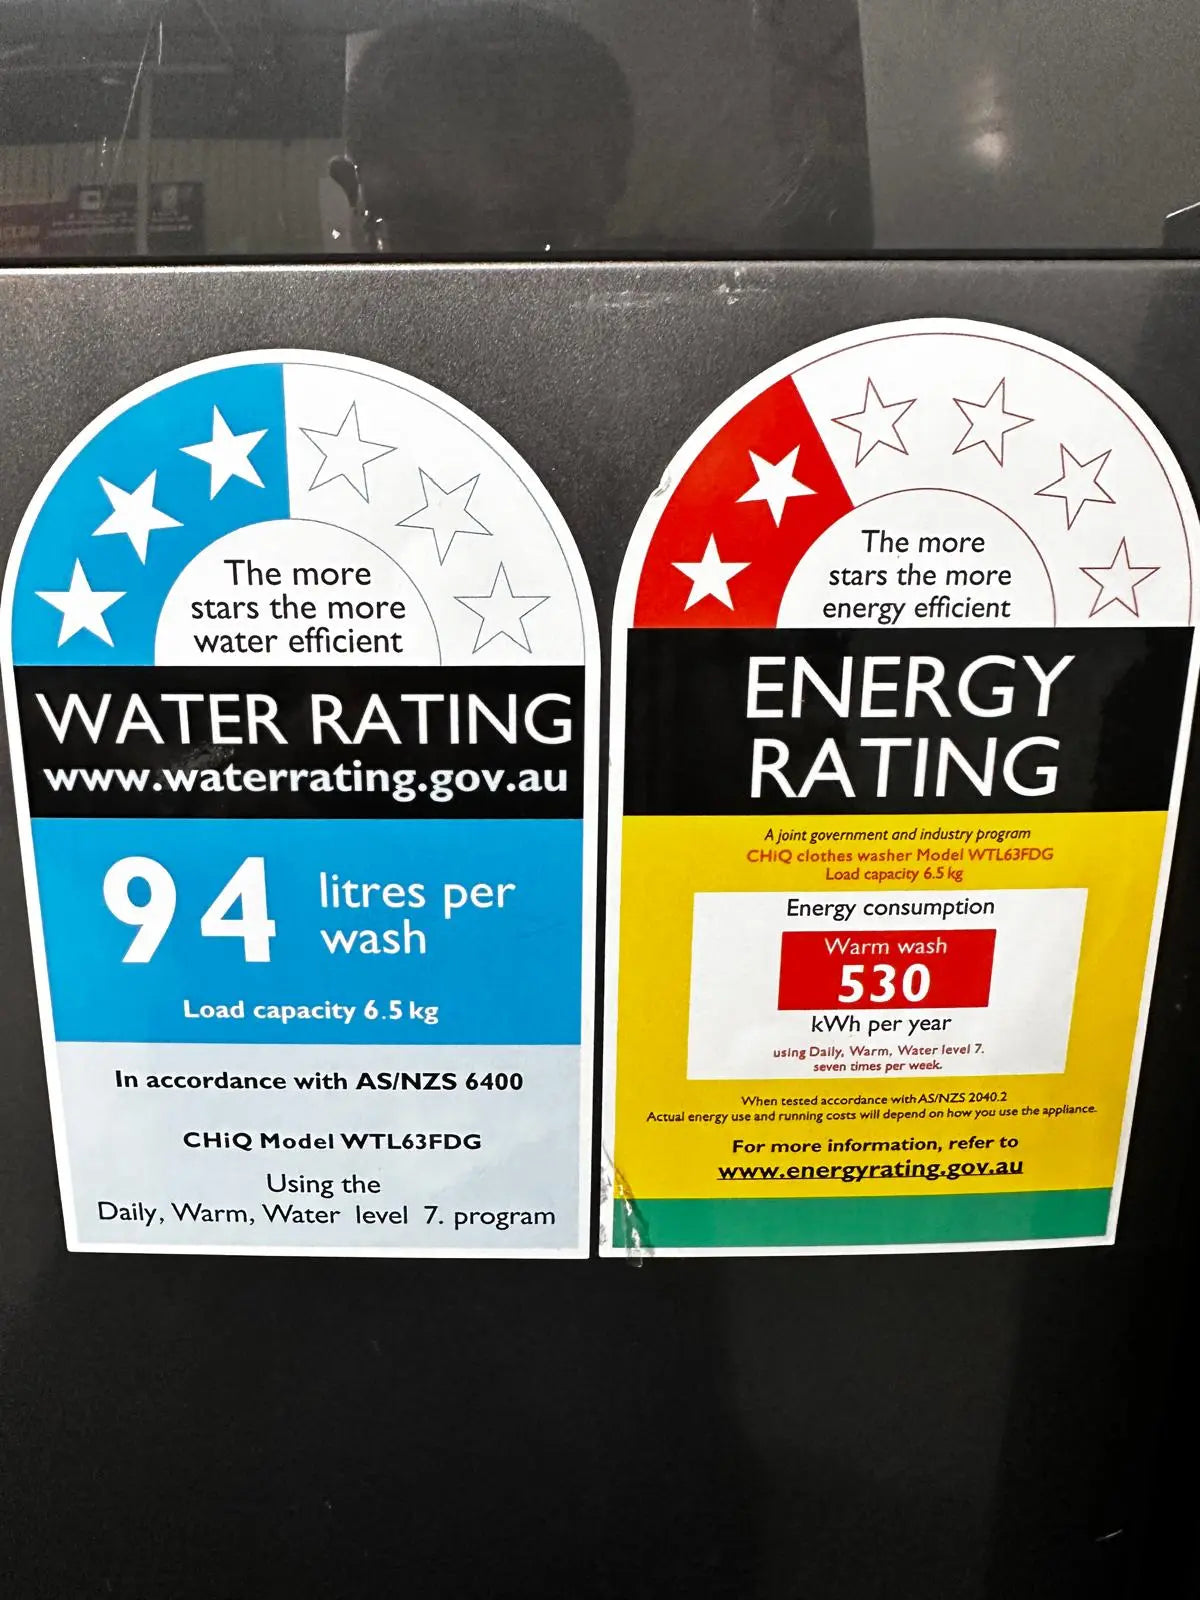 The more
stars the more
water efficient
WATER RATING
www.waterrating.gov.au
94 litres per
wash
Load capacity 6.5 kg
In accordance with AS/NZS 6400
CHiQ Model WTL63FDG
Using the
Daily, Warm, Water level 7. program
The more
stars the more
energy efficient
ENERGY
RATING
A joint government and industry program
CHiQ clothes washer Model WTL63FDG
Load capacity 6.5 kg
Energy consumption
Warm wash
530
kWh per year
using Daily, Warm, Water level 7.
seven times per week.
When tested accordance with AS/NZS 2040.2
Actual energy use and running costs will depend on how you use the appliance.
For more information, refer to
www.energyrating.gov.au